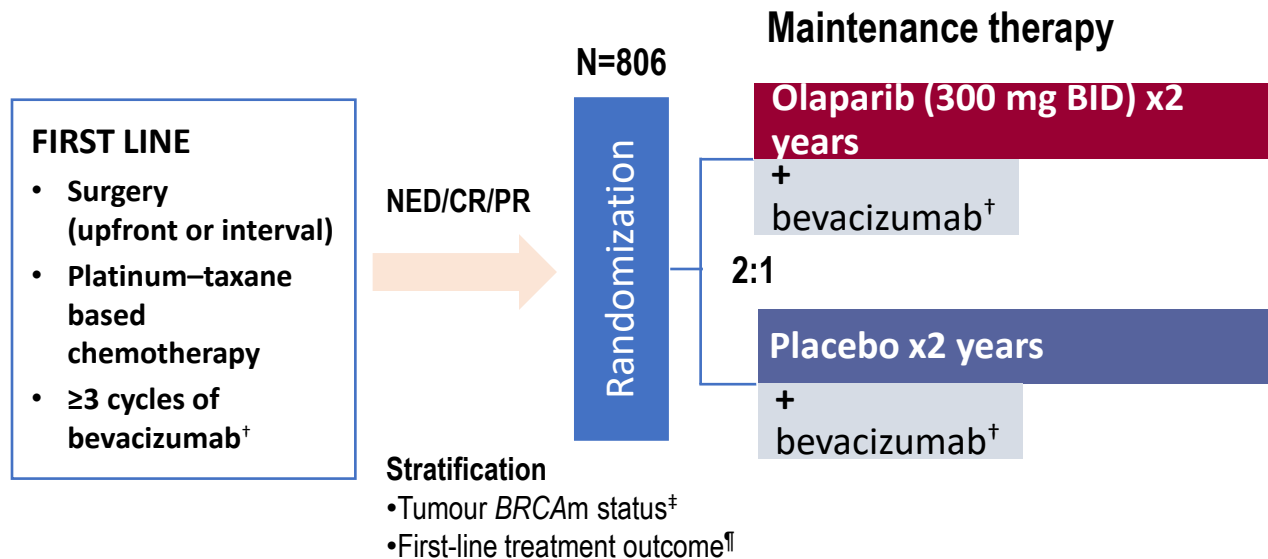 Maintenance therapy
N=806
FIRST LINE
• Surgery
(upfront or interval)
• Platinum–taxane
based
chemotherapy
• ≥3 cycles of
bevacizumab†
NED/CR/PR
Randomization
2:1
Olaparib (300 mg BID) x2
years
+
bevacizumab†
Placebo x2 years
+
bevacizumab†
Stratification
•Tumour BRCAm status‡
•First-line treatment outcome¶